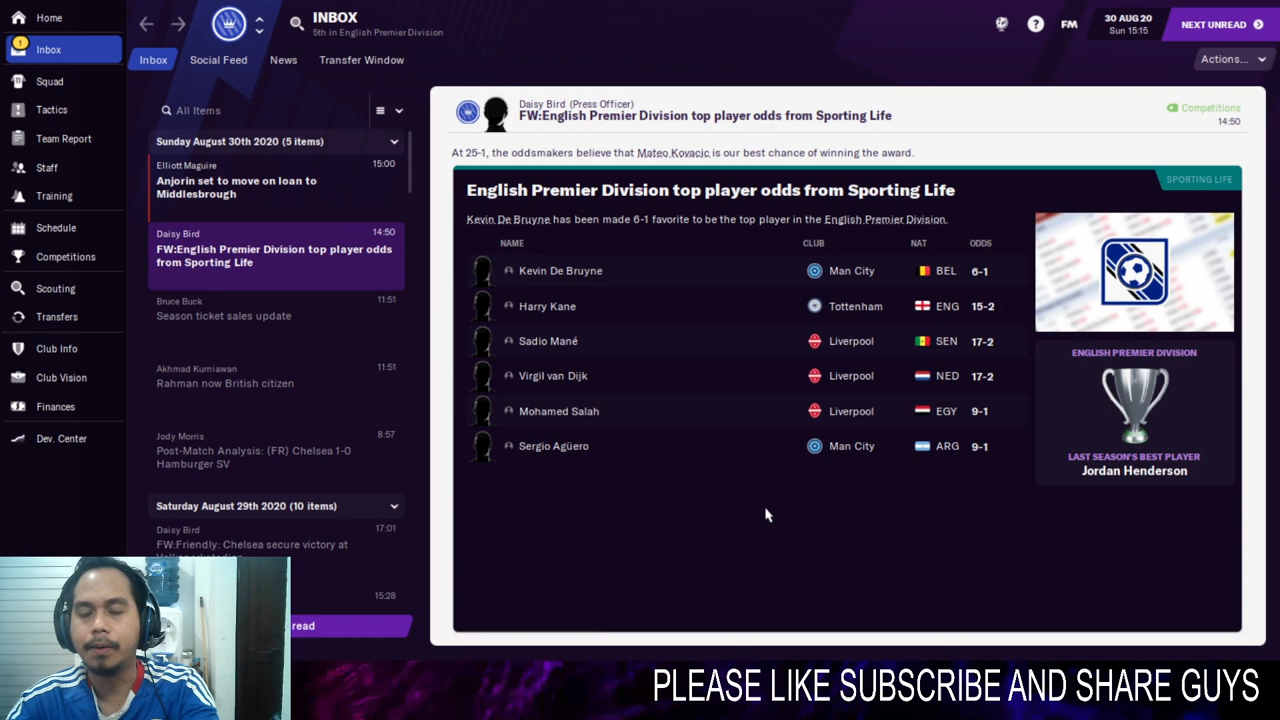 Home
1
Inbox
Squad
Tactics
Team Report
Staff
Training
Schedule
Competitions
Scouting
Transfers
Club Info
Club Vision
Finances
Dev. Center
INBOX
5th in English Premier Division
?
FM
30 AUG 20
Sun 15:15
NEXT UNREAD
Inbox
Social Feed
News
Transfer Window
Actions...
All Items
Sunday August 30th 2020 (5 items)
Elliott Maguire 15:00
Anjorin set to move on loan to
Middlesbrough
Daisy Bird 14:50
FW:English Premier Division top player odds
from Sporting Life
Bruce Buck 11:51
Season ticket sales update
Akhmad Kurniawan 11:51
Rahman now British citizen
Jody Morris 8:57
Post-Match Analysis: (FR) Chelsea 1-0
Hamburger SV
Saturday August 29th 2020 (10 items)
Daisy Bird 17:01
FW:Friendly: Chelsea secure victory at
15:28
read
Daisy Bird (Press Officer)
FW:English Premier Division top player odds from Sporting Life
Competitions
14:50
At 25-1, the oddsmakers believe that Mateo Kovacic is our best chance of winning the award.
SPORTING LIFE
English Premier Division top player odds from Sporting Life
Kevin De Bruyne has been made 6-1 favorite to be the top player in the English Premier Division.
NAME CLUB NAT ODDS
Kevin De Bruyne Man City BEL 6-1
Harry Kane Tottenham ENG 15-2
Sadio Mané Liverpool SEN 17-2
Virgil van Dijk Liverpool NED 17-2
Mohamed Salah Liverpool EGY 9-1
Sergio Agüero Man City ARG 9-1
ENGLISH PREMIER DIVISION
LAST SEASON'S BEST PLAYER
Jordan Henderson
PLEASE LIKE SUBSCRIBE AND SHARE GUYS